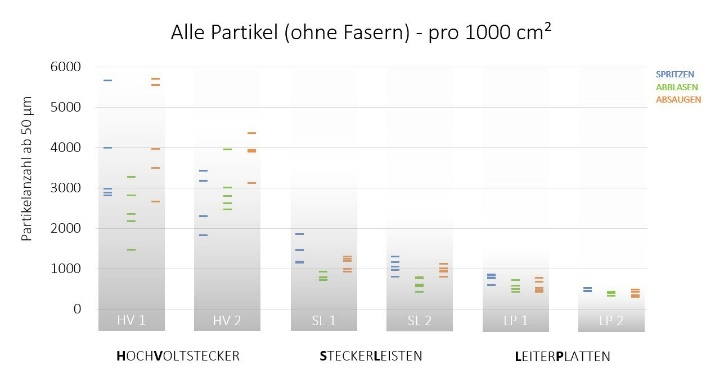 Alle Partikel (ohne Fasern) - pro 1000 cm²
Partikelanzahl ab 50 µm
6000
5000
4000
3000
2000
1000
0
SPRITZEN
ABBLASEN
ABSAUGEN
HV 1
HV 2
SL 1
SL 2
LP 1
LP 2
HOCHVOLTSTECKER
STECKERLEISTEN
LEITERPLATTEN